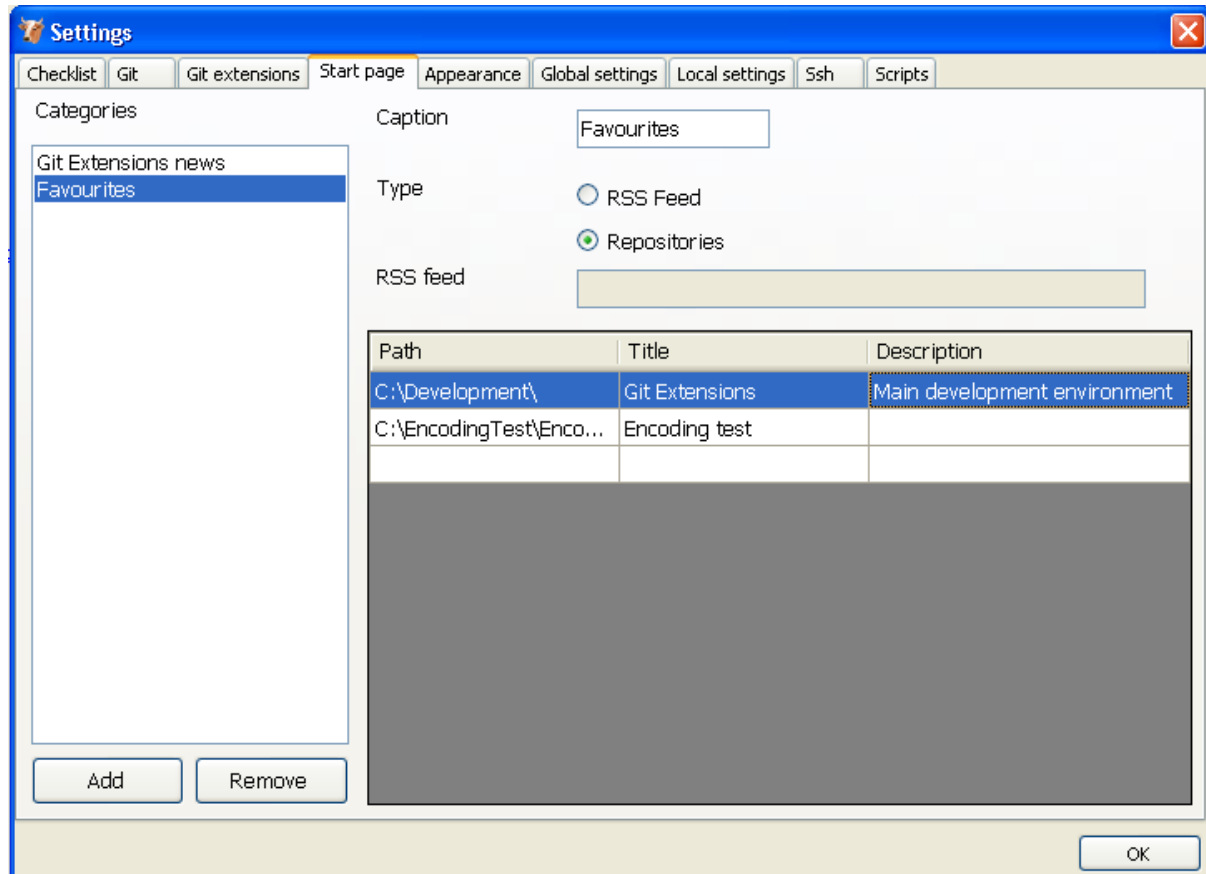 Settings
Checklist Git Git extensions Start page Appearance Global settings Local settings Ssh Scripts
Categories
Git Extensions news
Favourites
Add Remove
Caption Favourites
Type RSS Feed
Repositories
RSS feed
Path Title Description
C:\Development\ Git Extensions Main development environment
C:\EncodingTest\Enco... Encoding test
OK